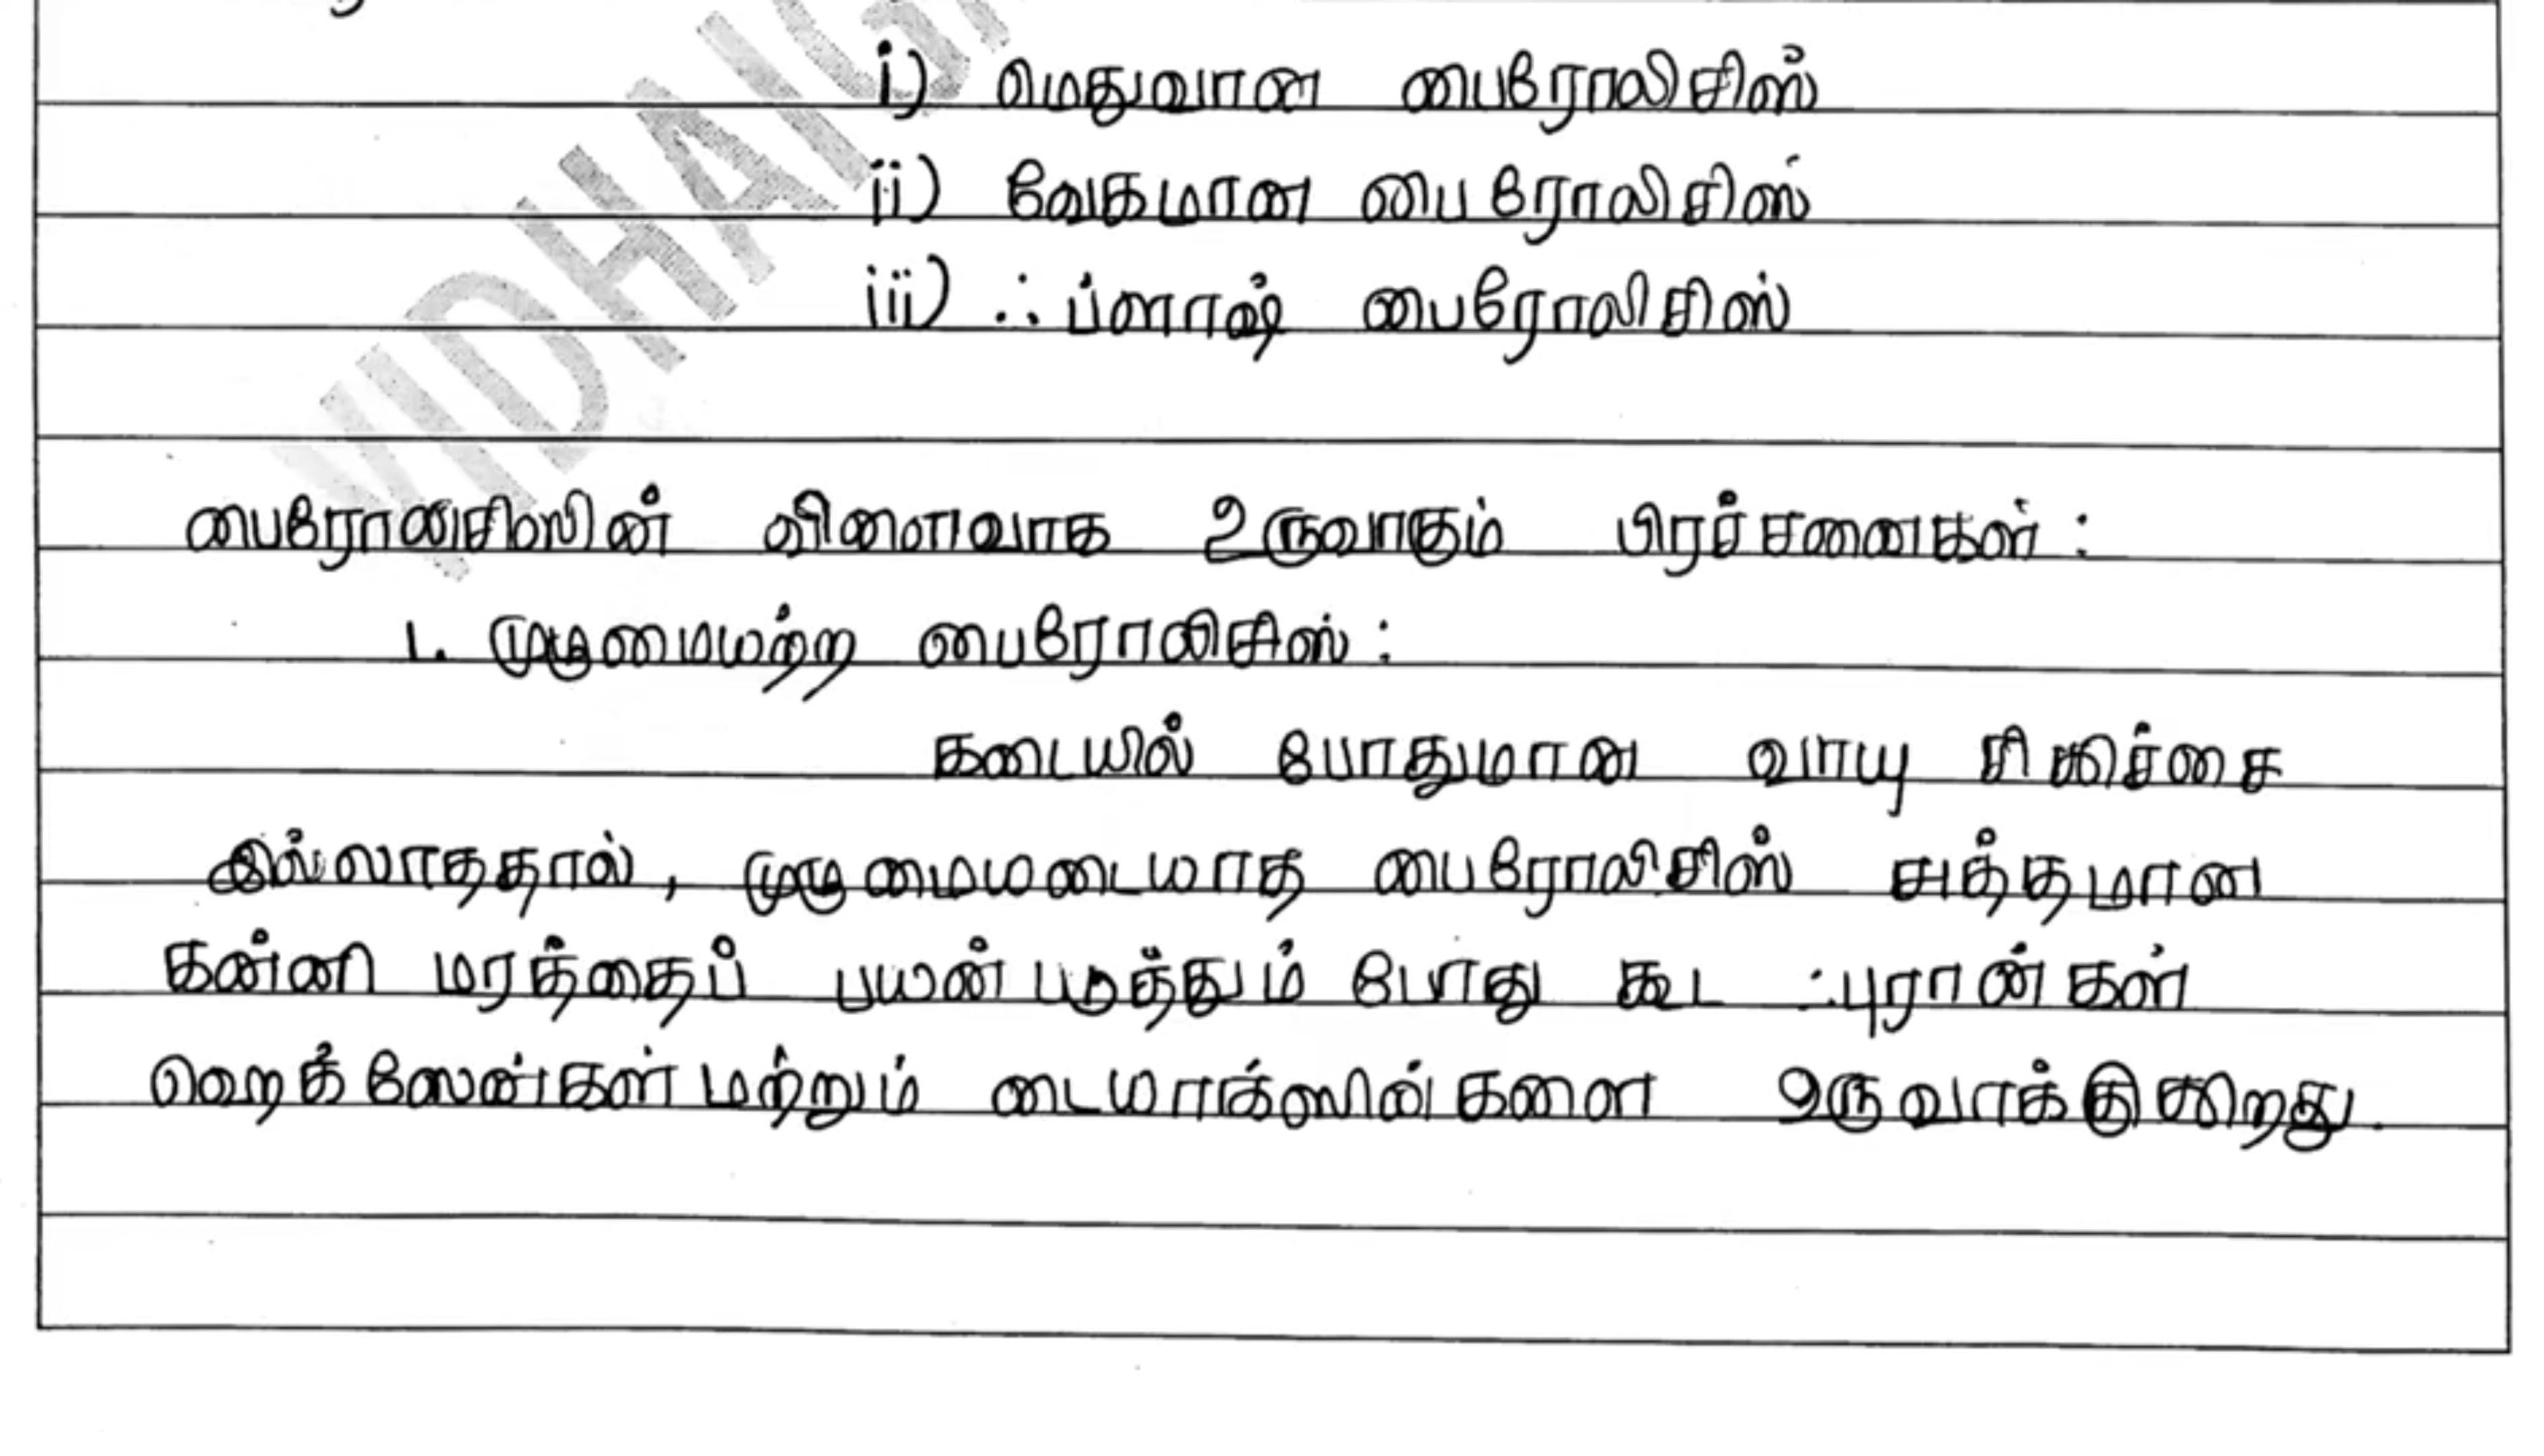 i) மெதுவான பைரோலிசிஸ்
ii) வேகமான பைரோலிசிஸ்
iii) ஃப்ளாஷ் பைரோலிசிஸ்
பைரோலிசிஸின் விளைவாக உருவாகும் பிரச்சனைகள் :
1. முழுமையற்ற பைரோலிசிஸ் :
கடையில் போதுமான வாயு சிகிச்சை
இல்லாததால், முழுமையடையாத பைரோலிசிஸ் சுத்தமான
கன்னி மரத்தைப் பயன்படுத்தும் போது கூட ஃபுரான்கள்
மற்றும் டையாக்ஸின்களை உருவாக்குகிறது.